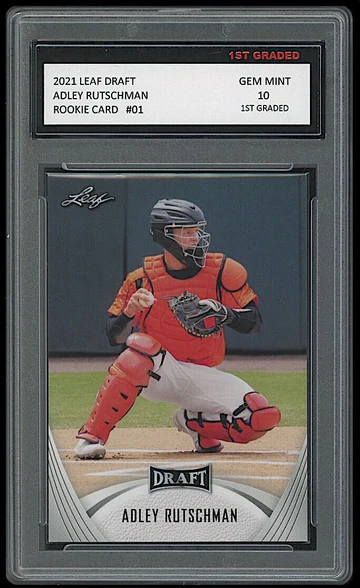 1ST GRADED
2021 LEAF DRAFT
ADLEY RUTSCHMAN
ROOKIE CARD #01
GEM MINT
10
1ST GRADED
Leaf
DRAFT
ADLEY RUTSCHMAN